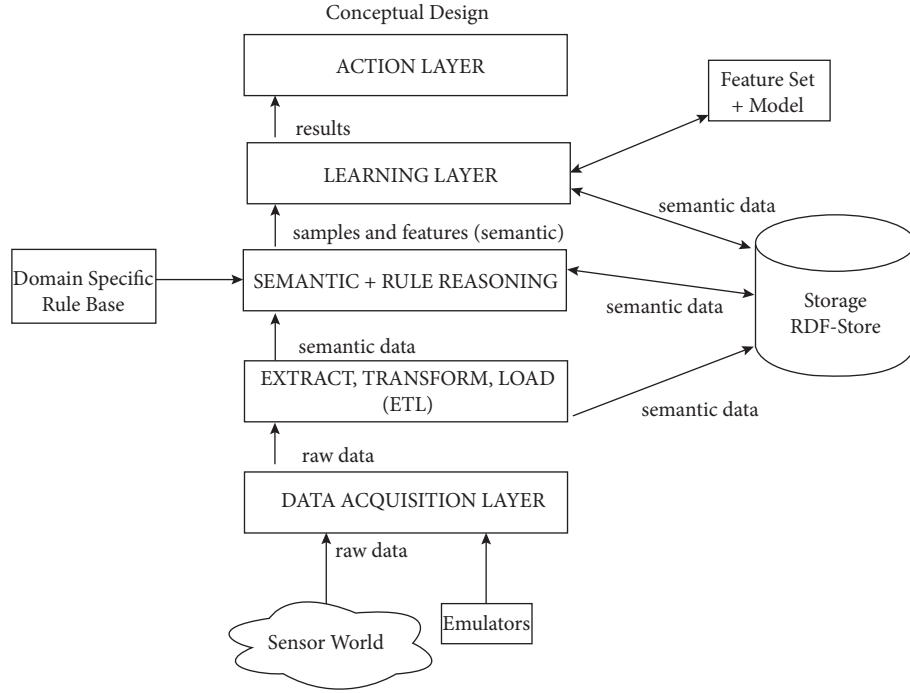 Conceptual Design
ACTION LAYER
Feature Set
+ Model
results
LEARNING LAYER
semantic data
samples and features (semantic)
Domain Specific
Rule Base
SEMANTIC + RULE REASONING
semantic data
Storage
RDF-Store
semantic data
EXTRACT, TRANSFORM, LOAD
(ETL)
semantic data
raw data
DATA ACQUISITION LAYER
raw data
Emulators
Sensor World